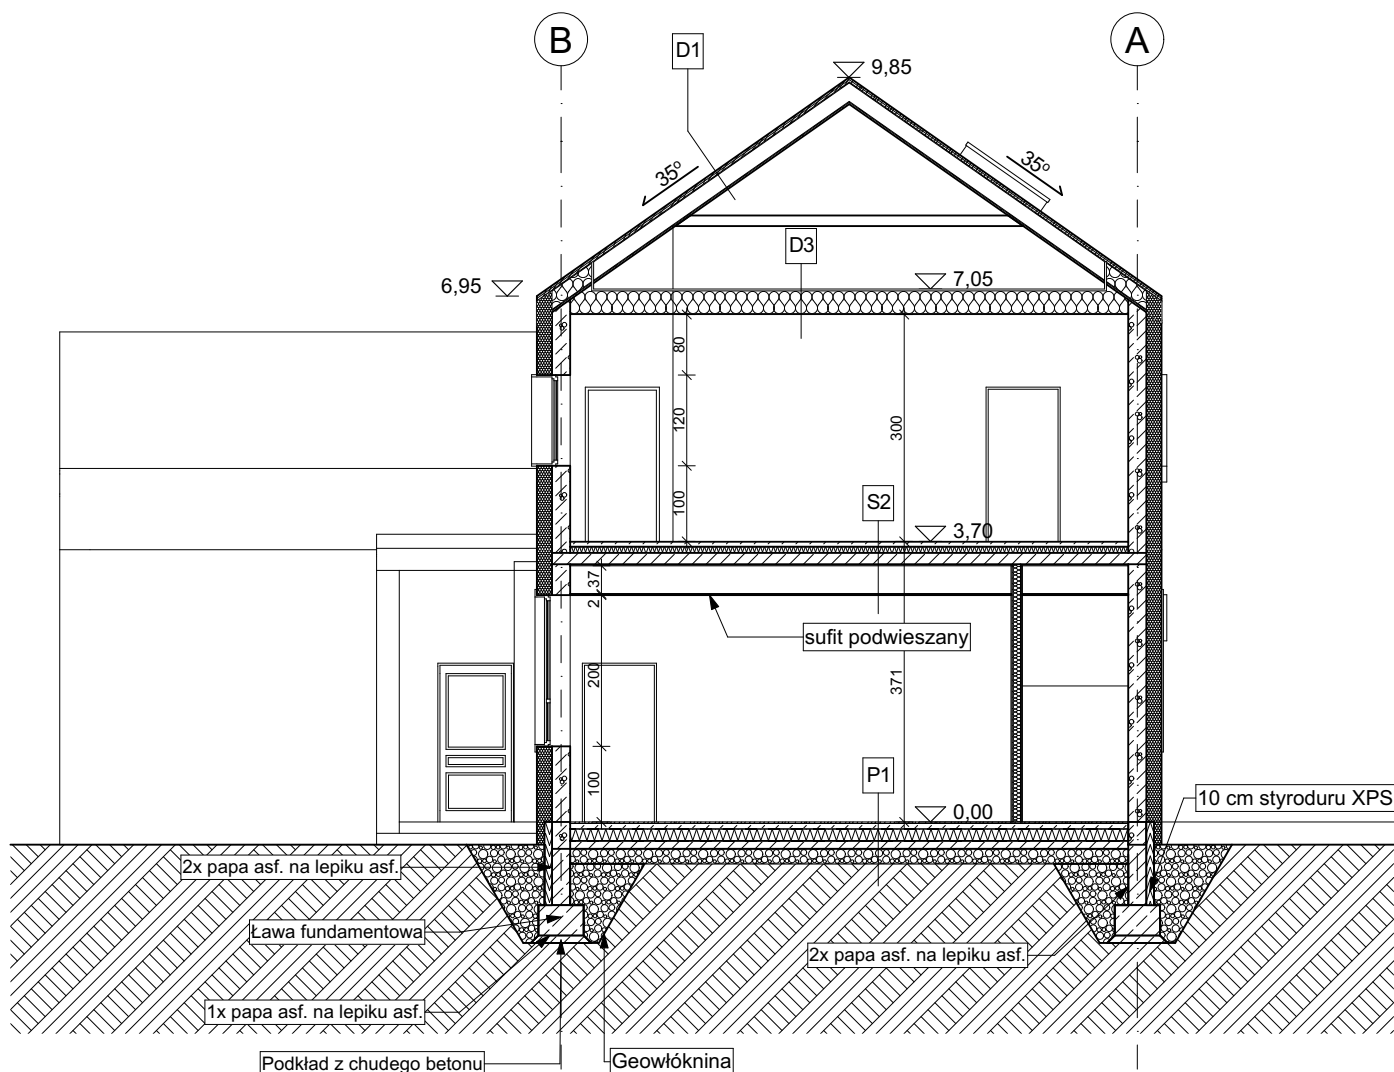 B
A
D1
9,85
35°
35°
D3
6,95
7,05
80
120
300
100
S2
3,70
37
2
sufit podwieszany
200
371
100
P1
0,00
10 cm styroduru XPS
2x papa asf. na lepiku asf.
Ława fundamentowa
2x papa asf. na lepiku asf.
1x papa asf. na lepiku asf.
Podkład z chudego betonu
Geowłóknina